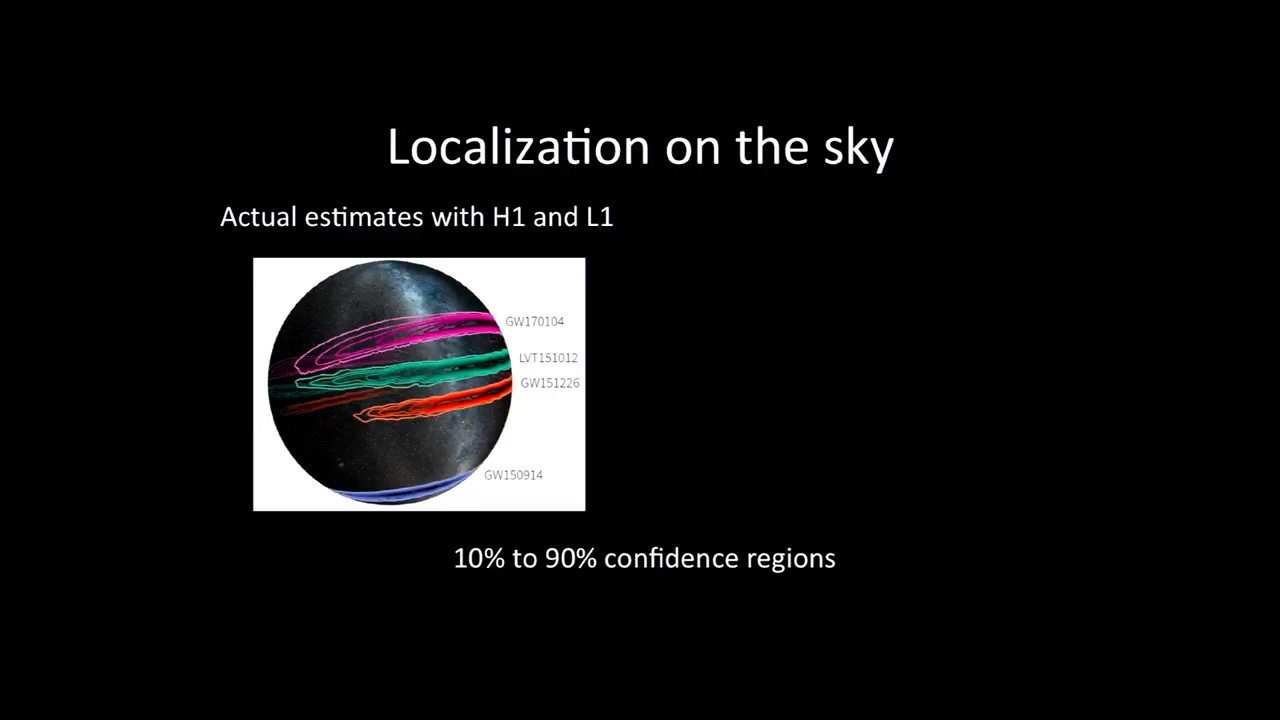 Localization on the sky
Actual estimates with H1 and L1
GW170104
LVT151012
GW151226
GW150914
10% to 90% confidence regions